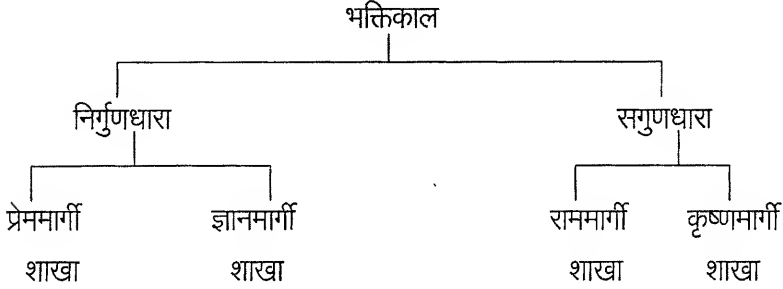 भक्तिकाल
निर्गुणधारा सगुणधारा
प्रेममार्गी ज्ञानमार्गी राममार्गी कृष्णमार्गी
शाखा शाखा शाखा शाखा